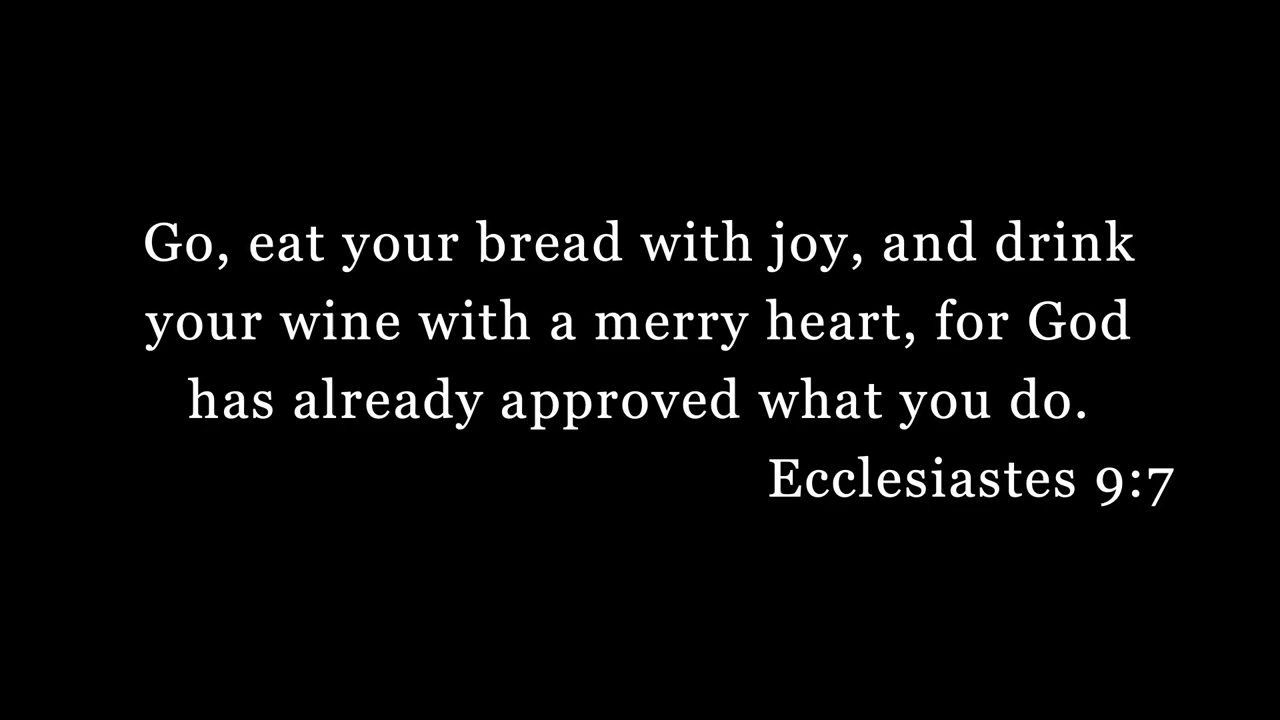 Go, eat your bread with joy, and drink
your wine with a merry heart, for God
has already approved what you do.
Ecclesiastes 9:7